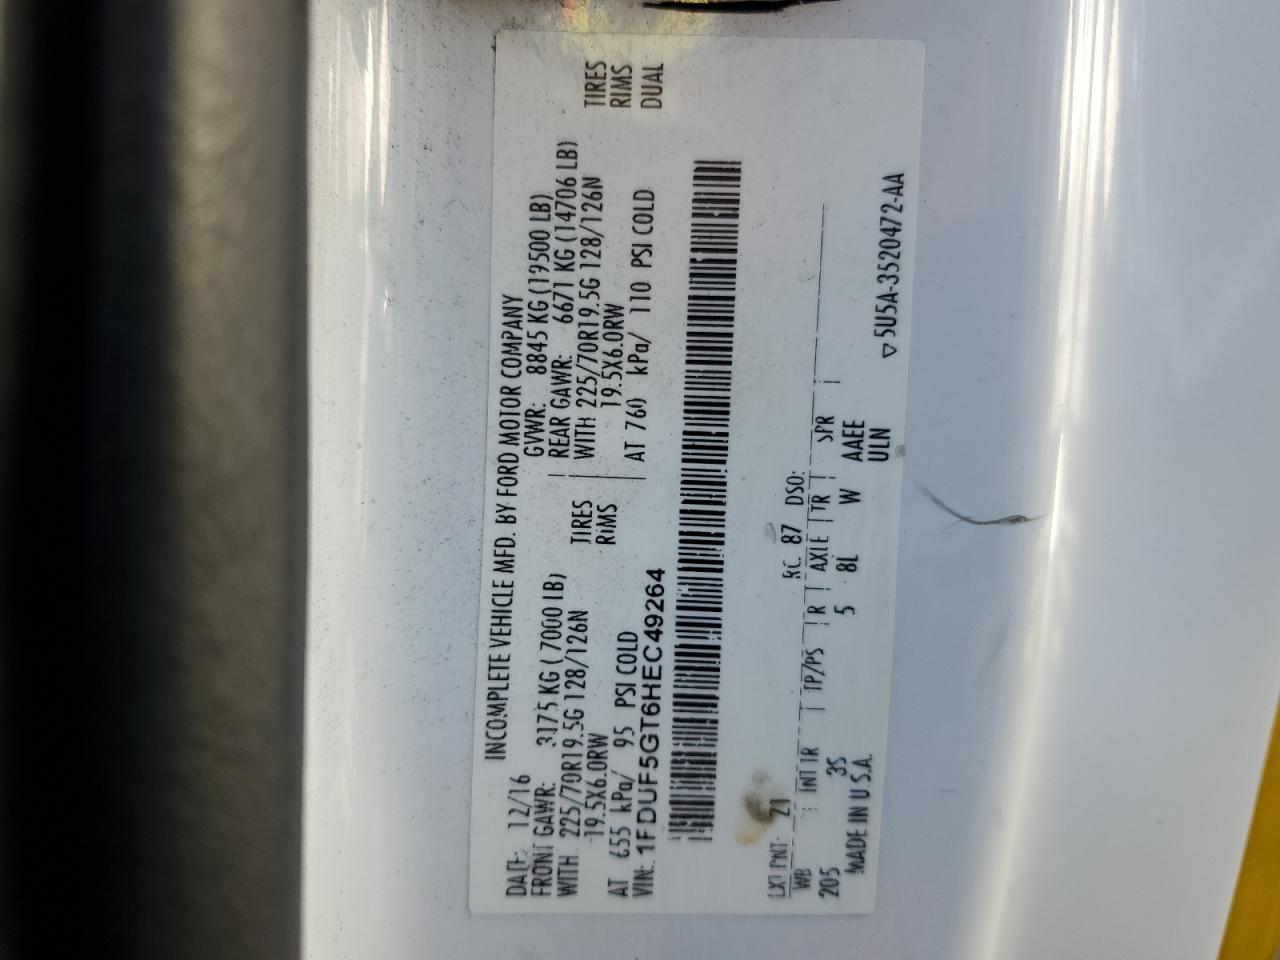 INCOMPLETE VEHICLE MFD. BY FORD MOTOR COMPANY
DATE: 12/16 GVWR: 8845 KG (19500 LB)
FRONT GAWR: 3175 KG ( 7000 LB) REAR GAWR: 6671 KG (14706 LB)
WITH 225/70R19.5G 128/126N TIRES WITH 225/70R19.5G 128/126N TIRES
19.5X6.0RW RIMS 19.5X6.0RW RIMS
AT 655 kPa/ 95 PSI COLD AT 760 kPa/ 110 PSI COLD DUAL
VIN: 1FDUF5GT6HEC49264
EXT PNT: Z1 RC: 87 DSO:
WB INT TR TP/PS R AXLE TR SPR
205 3S 5 8L W AAEE
MADE IN U.S.A. ULN
▽5U5A-3520472-AA